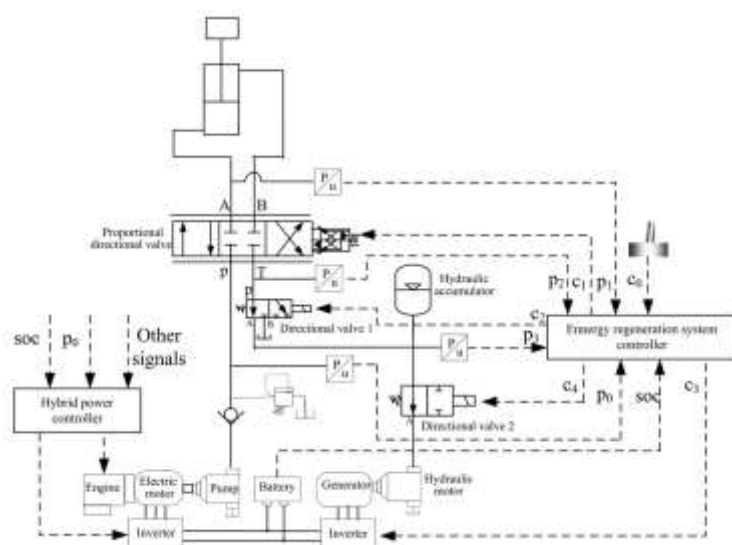 P
u
A
B
Proportional
directional valve
p
T
P
u
Hydraulic
accumulator
p₂
c₁
p₁
c₀
p
A
B
Directional valve 1
c₂
Ennergy regeneration system
controller
soc
p₀
Other
signals
P
u
p₃
P
u
Hybrid power
controller
c₄
p₀
soc
c₃
A
Directional valve 2
Engine
Electric
motor
Pump
Battery
Generator
Hydraulic
motor
Inverter
Inverter